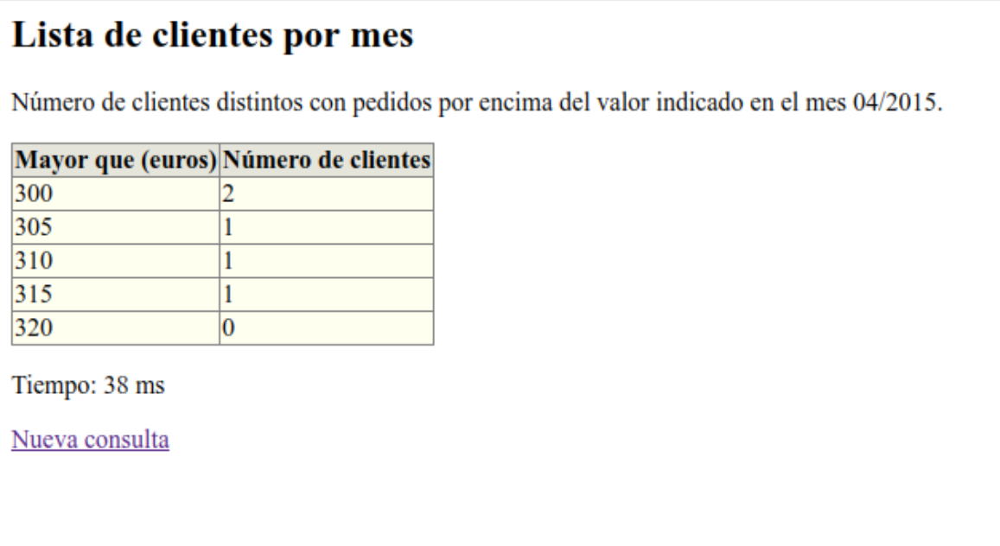 Lista de clientes por mes
Número de clientes distintos con pedidos por encima del valor indicado en el mes 04/2015.
Mayor que (euros) Número de clientes
300 2
305 1
310 1
315 1
320 0
Tiempo: 38 ms
Nueva consulta